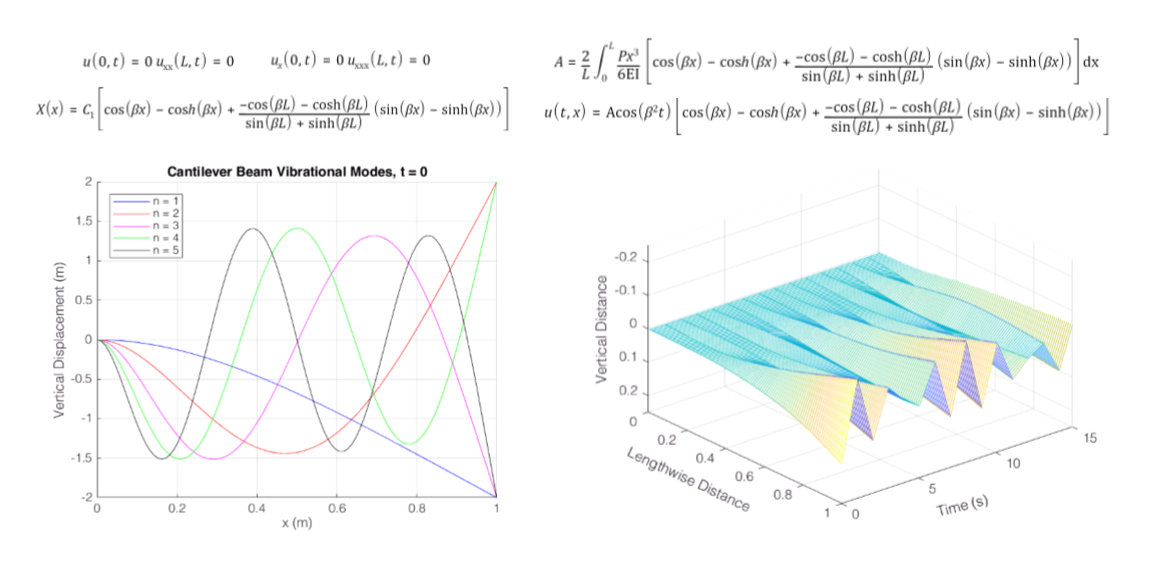 u(0,t) = 0 uₓₓ(L,t) = 0    uₓ(0,t) = 0 uₓₓₓ(L,t) = 0
X(x) = C₁[cos(βx) − cosh(βx) + (−cos(βL) − cosh(βL))/(sin(βL) + sinh(βL)) (sin(βx) − sinh(βx))]
A = 2/L ∫₀ᴸ Px³/6EI [cos(βx) − cosh(βx) + (−cos(βL) − cosh(βL))/(sin(βL) + sinh(βL)) (sin(βx) − sinh(βx))] dx
u(t,x) = Acos(β²t) [cos(βx) − cosh(βx) + (−cos(βL) − cosh(βL))/(sin(βL) + sinh(βL)) (sin(βx) − sinh(βx))]
Cantilever Beam Vibrational Modes, t = 0
n = 1
n = 2
n = 3
n = 4
n = 5
Vertical Displacement (m)
2
1.5
1
0.5
0
-0.5
-1
-1.5
-2
0 0.2 0.4 0.6 0.8 1
x (m)
Vertical Distance
-0.2
-0.1
0
0.1
0.2
0 0.2 0.4 0.6 0.8 1
Lengthwise Distance
0 5 10 15
Time (s)